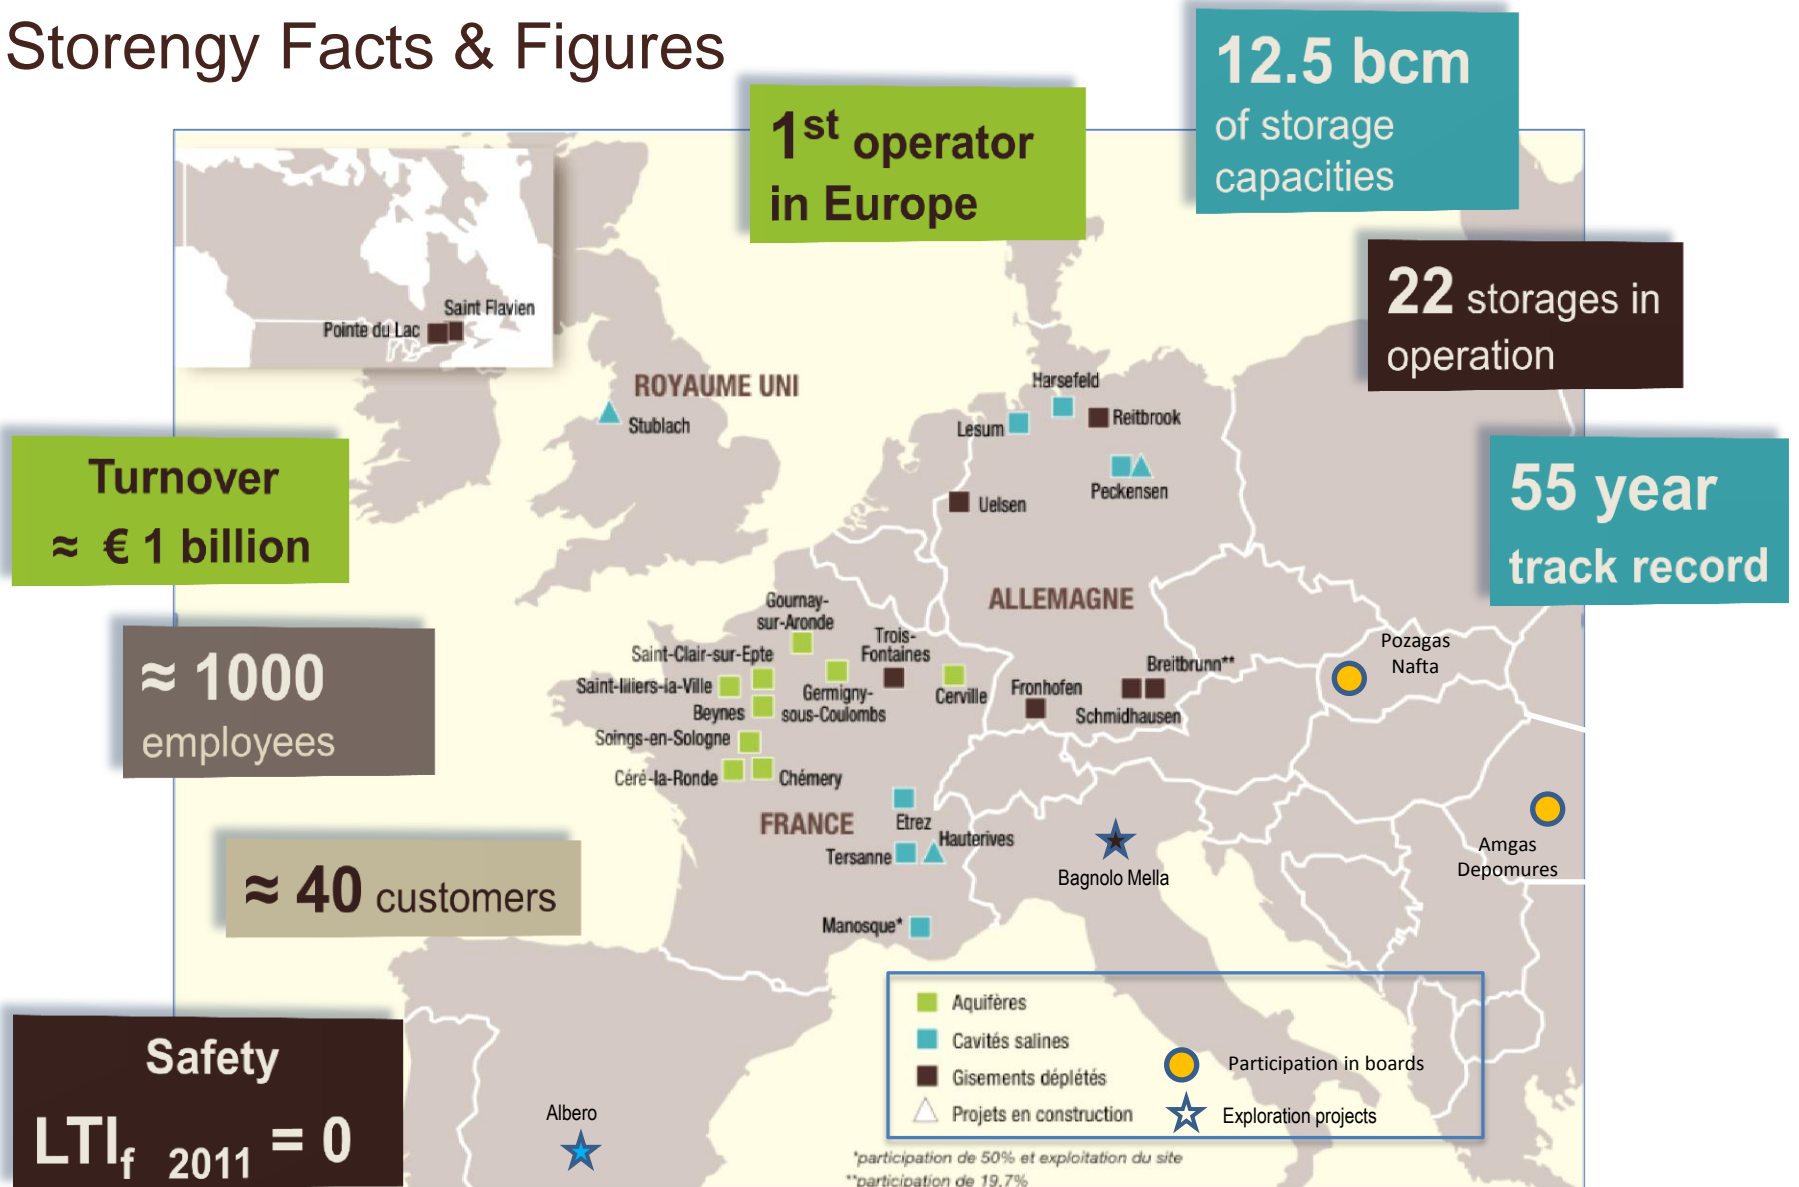 Storengy Facts & Figures
12.5 bcm
of storage
capacities
1st operator
in Europe
22 storages in
operation
Saint Flavien
Pointe du Lac
ROYAUME UNI
Stublach
Harsefeld
Lesum
Reitbrook
Peckensen
Uelsen
Turnover
≈ € 1 billion
55 year
track record
ALLEMAGNE
≈ 1000
employees
Gournay-
sur-Aronde
Trois-
Fontaines
Saint-Clair-sur-Epte
Saint-Illiers-la-Ville
Germigny-
sous-Coulombs
Beynes
Cerville
Fronhofen
Breitbrunn**
Schmidhausen
Pozagas
Nafta
Soings-en-Sologne
Céré-la-Ronde
Chémery
FRANCE
Etrez
Hauterives
Tersanne
Bagnolo Mella
Amgas
Depomures
≈ 40 customers
Manosque*
Aquifères
Cavités salines
Gisements déplétés
Projets en construction
Participation in boards
Exploration projects
Safety
LTIf 2011 = 0
Albero
*participation de 50% et exploitation du site
**participation de 19,7%